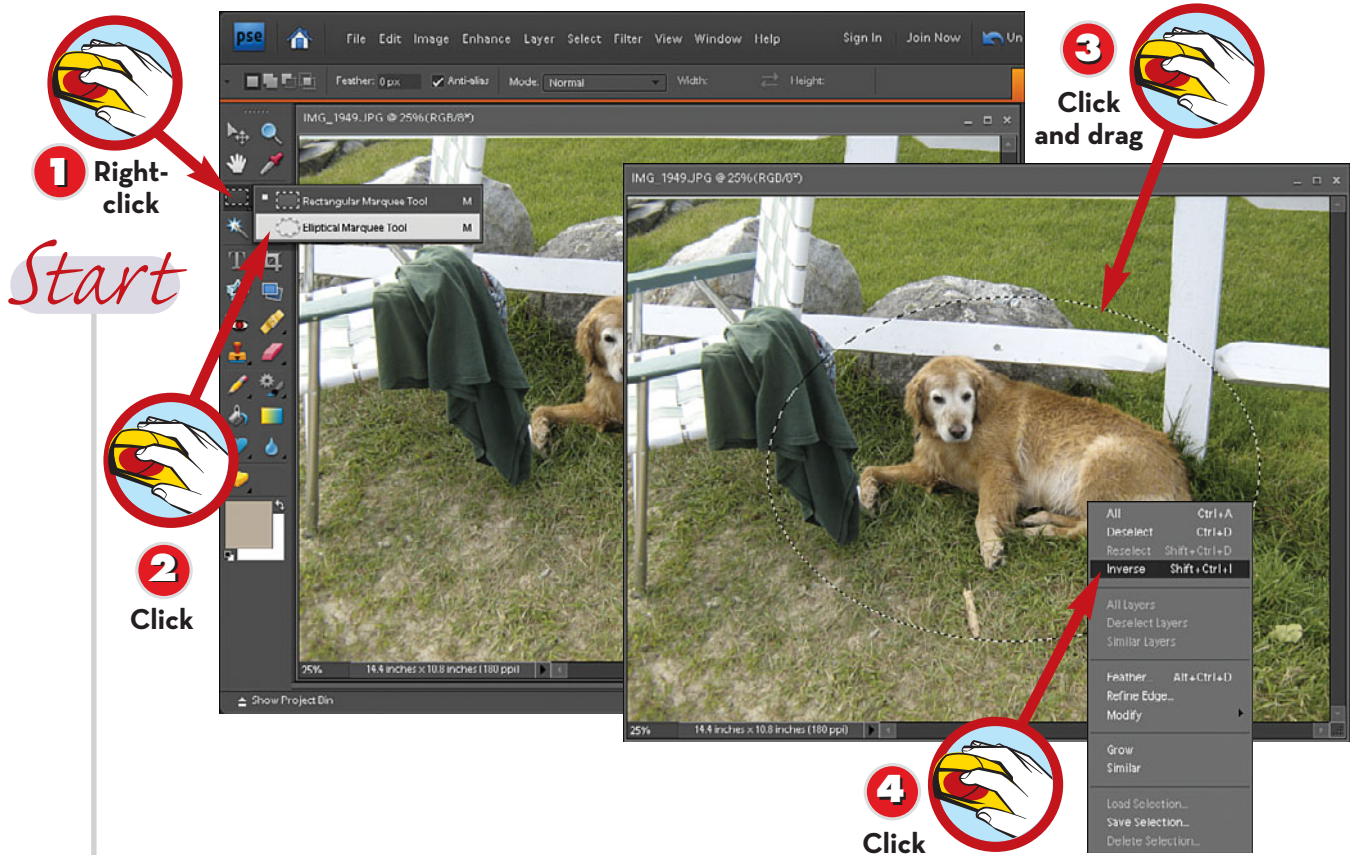 pse
File Edit Image Enhance Layer Select Filter View Window Help
Sign In Join Now Un
Feather: 0 px Anti-alias Mode: Normal Width: Height:
IMG_1949.JPG @ 25% (RGB/8*)
1 Right-
click
Rectangular Marquee Tool M
Elliptical Marquee Tool M
Start
T
2
Click
25% 14.4 inches x 10.8 inches (180 ppi)
Show Project Bin
3
Click
and drag
IMG_1949.JPG @ 25% (RGB/8*)
All Ctrl+A
Deselect Ctrl+D
Reselect Shift+Ctrl+D
Inverse Shift+Ctrl+I
All Layers
Deselect Layers
Similar Layers
Feather... Alt+Ctrl+D
Refine Edge...
Modify
Grow
Similar
Load Selection...
Save Selection...
Delete Selection...
25% 14.4 inches x 10.8 inches (180 ppi)
4
Click